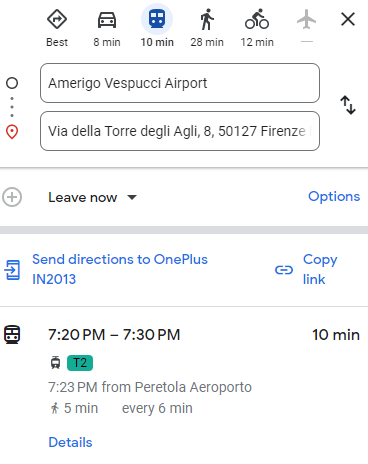 Best
8 min
10 min
28 min
12 min
—
Amerigo Vespucci Airport
Via della Torre degli Agli, 8, 50127 Firenze
Leave now
Options
Send directions to OnePlus
IN2013
Copy
link
7:20 PM – 7:30 PM
10 min
T2
7:23 PM from Peretola Aeroporto
5 min every 6 min
Details